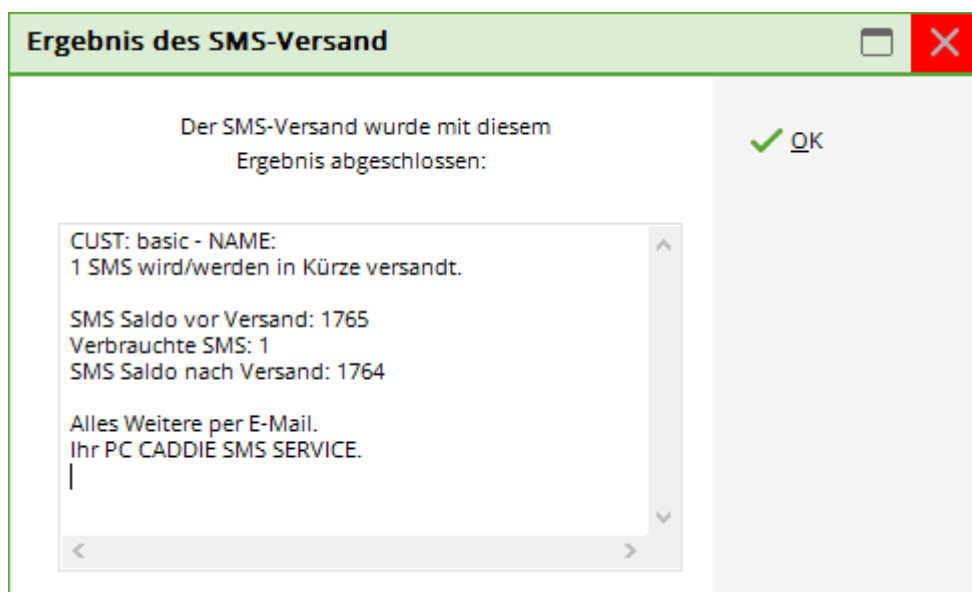 Ergebnis des SMS-Versand
Der SMS-Versand wurde mit diesem
Ergebnis abgeschlossen:
OK
CUST: basic - NAME:
1 SMS wird/werden in Kürze versandt.
SMS Saldo vor Versand: 1765
Verbrauchte SMS: 1
SMS Saldo nach Versand: 1764
Alles Weitere per E-Mail.
Ihr PC CADDIE SMS SERVICE.